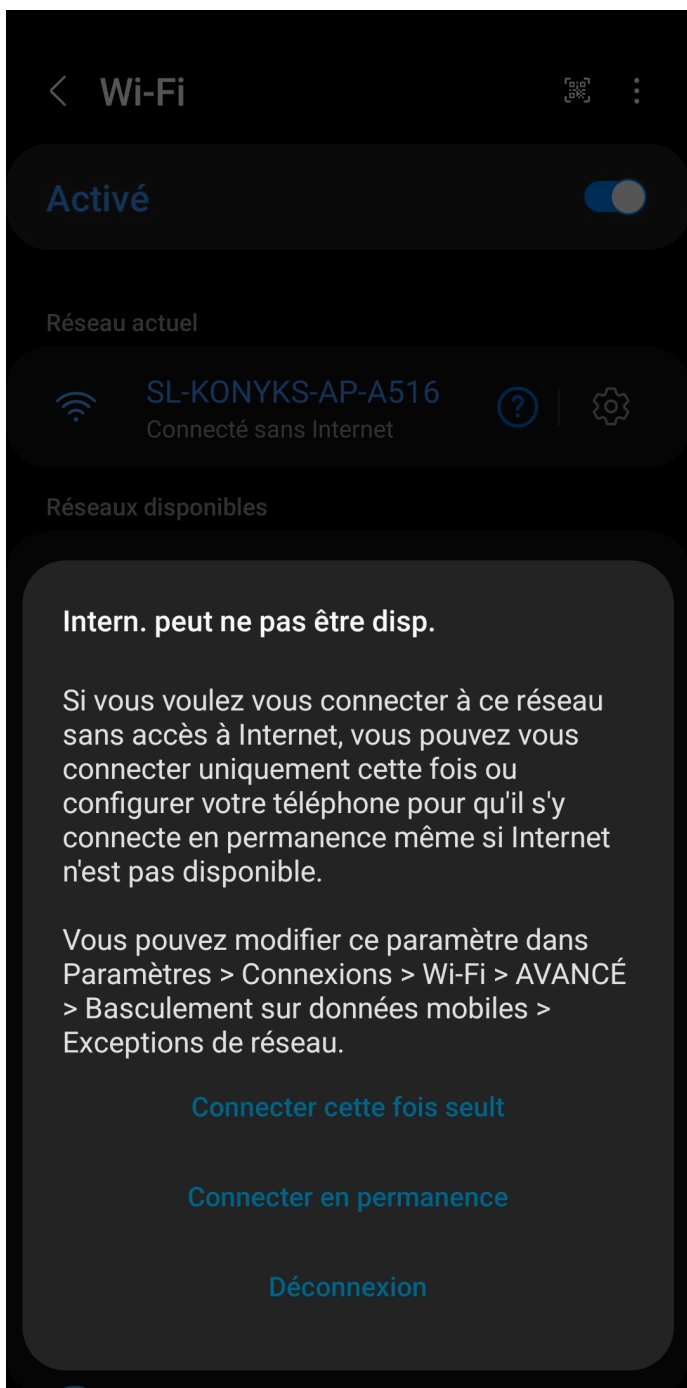 Wi-Fi
Activé
Réseau actuel
SL-KONYKS-AP-A516
Connecté sans Internet
Réseaux disponibles
Intern. peut ne pas être disp.
Si vous voulez vous connecter à ce réseau
sans accès à Internet, vous pouvez vous
connecter uniquement cette fois ou
configurer votre téléphone pour qu'il s'y
connecte en permanence même si Internet
n'est pas disponible.
Vous pouvez modifier ce paramètre dans
Paramètres > Connexions > Wi-Fi > AVANCÉ
> Basculement sur données mobiles >
Exceptions de réseau.
Connecter cette fois seult
Connecter en permanence
Déconnexion